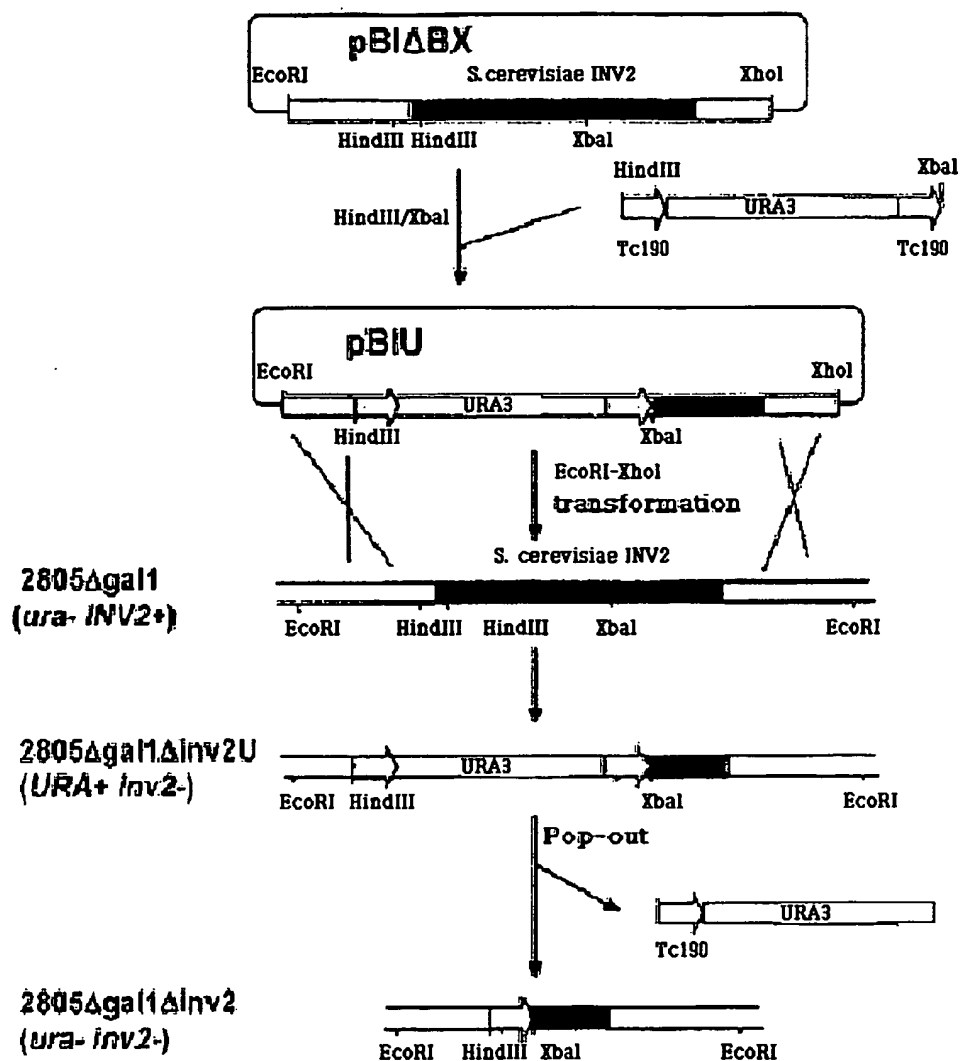 pBIΔBX
EcoRI S. cerevisiae INV2 XhoI
HindIII HindIII XbaI
HindIII XbaI
HindIII/XbaI
URA3
Tc190 Tc190
pBIU
EcoRI XhoI
URA3
HindIII XbaI
EcoRI-XhoI
transformation
S. cerevisiae INV2
2805Δgal1
(ura- INV2+)
EcoRI HindIII HindIII XbaI EcoRI
2805Δgal1Δinv2U
(URA+ inv2-)
URA3
EcoRI HindIII XbaI EcoRI
Pop-out
URA3
Tc190
2805Δgal1Δinv2
(ura- inv2-)
EcoRI HindIII XbaI EcoRI